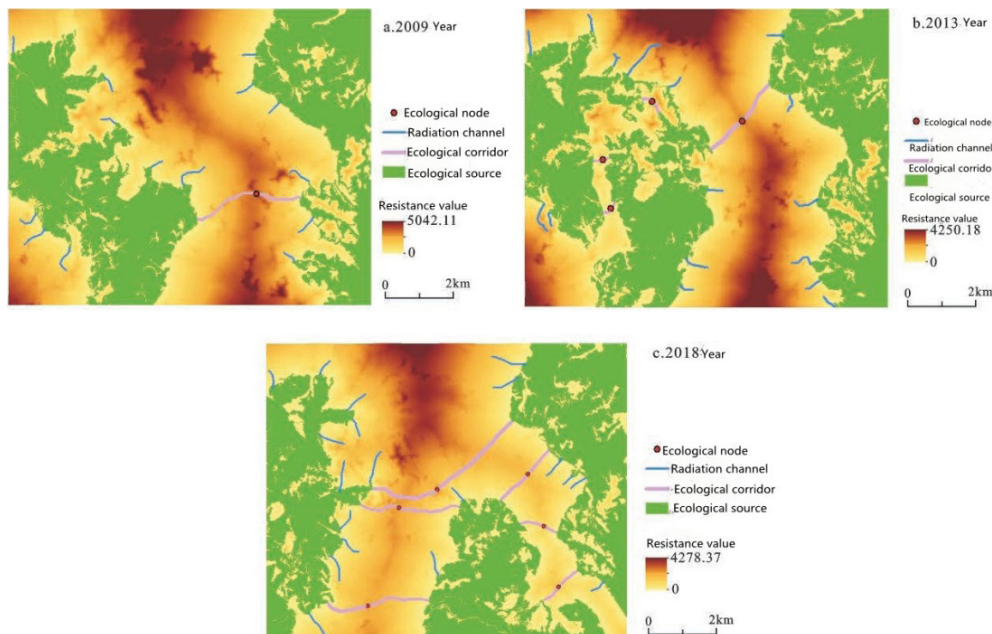 a.2009 Year
Ecological node
Radiation channel
Ecological corridor
Ecological source
Resistance value
5042.11
0
0 2km
b.2013 Year
Ecological node
Radiation channel
Ecological corrido
Ecological source
Resistance value
4250.18
0
0 2km
c.2018 Year
Ecological node
Radiation channel
Ecological corridor
Ecological source
Resistance value
4278.37
0
0 2km